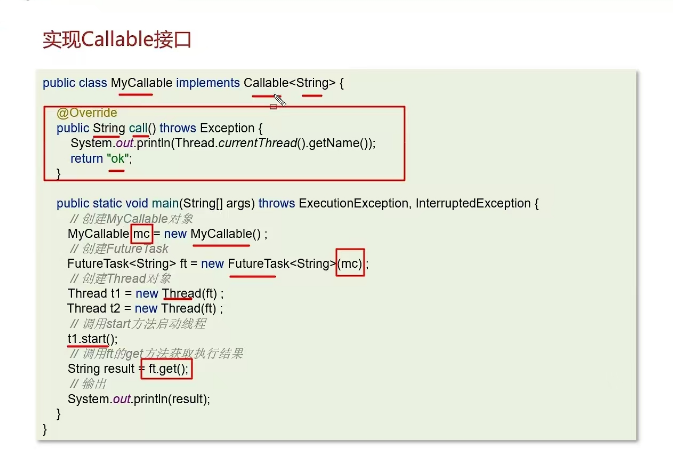 实现Callable接口
public class MyCallable implements Callable<String> {
@Override
public String call() throws Exception {
System.out.println(Thread.currentThread().getName());
return "ok";
}
public static void main(String[] args) throws ExecutionException, InterruptedException {
// 创建MyCallable对象
MyCallable mc = new MyCallable() ;
// 创建FutureTask
FutureTask<String> ft = new FutureTask<String>(mc) ;
// 创建Thread对象
Thread t1 = new Thread(ft) ;
Thread t2 = new Thread(ft) ;
// 调用start方法启动线程
t1.start();
// 调用ft的get方法获取执行结果
String result = ft.get();
// 输出
System.out.println(result);
}
}